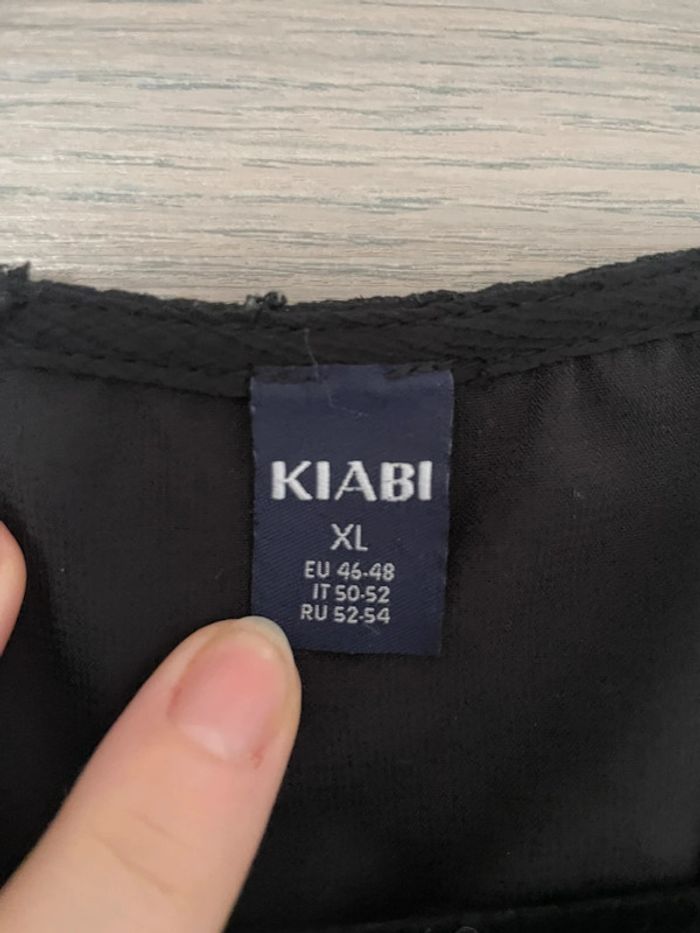 KIABI
XL
EU 46-48
IT 50-52
RU 52-54